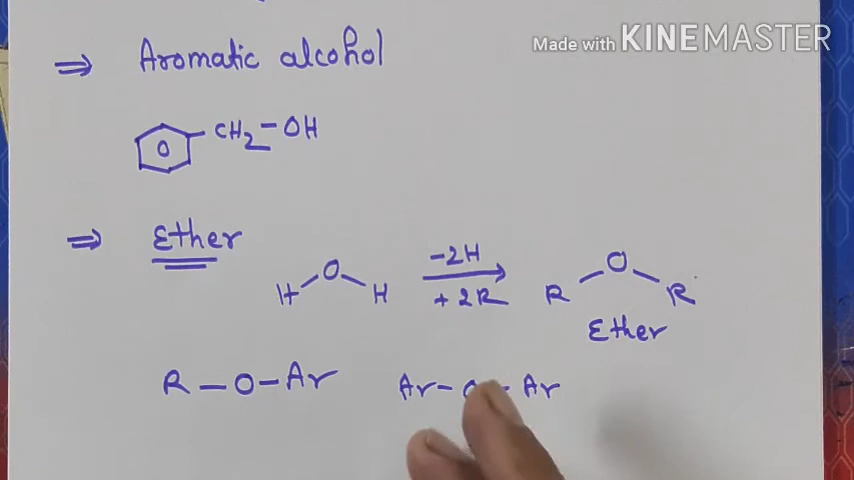 Made with KINEMASTER
⇒ Aromatic alcohol
CH2-OH
⇒ Ether
H O H -2H +2R R O R
Ether
R-O-Ar Ar-O-Ar